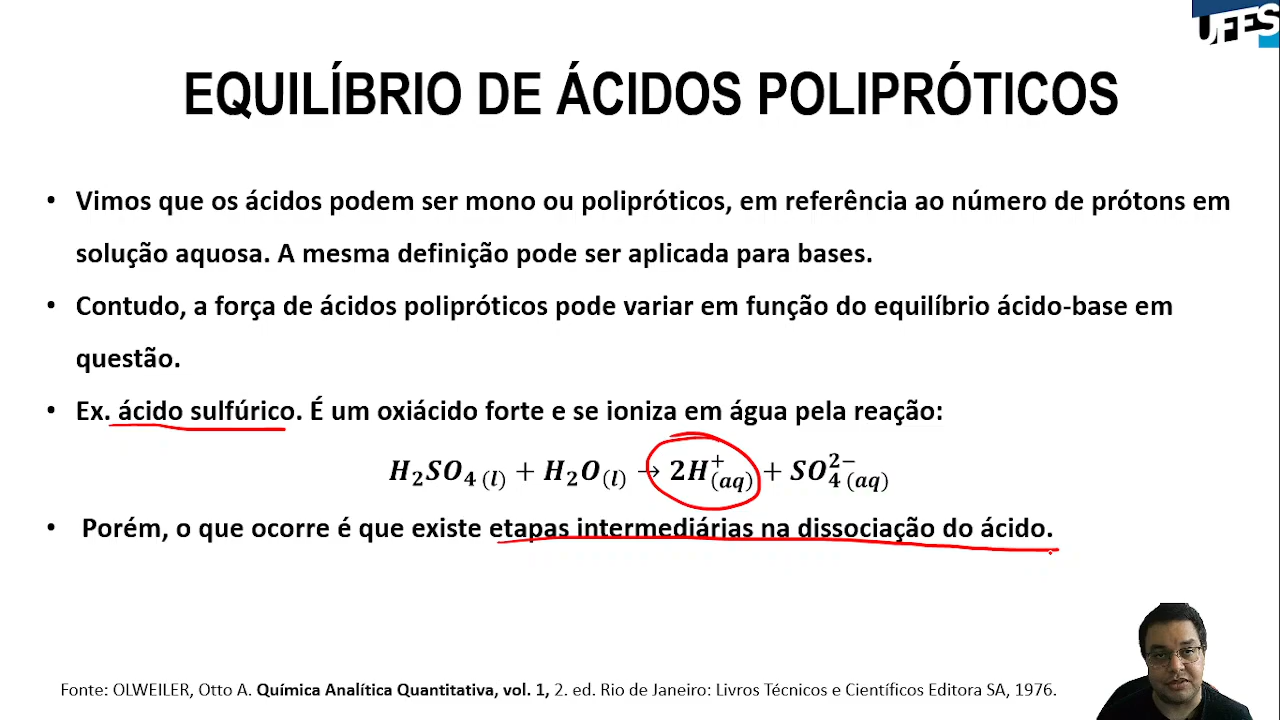 UFES
EQUILÍBRIO DE ÁCIDOS POLIPRÓTICOS
• Vimos que os ácidos podem ser mono ou polipróticos, em referência ao número de prótons em
solução aquosa. A mesma definição pode ser aplicada para bases.
• Contudo, a força de ácidos polipróticos pode variar em função do equilíbrio ácido-base em
questão.
• Ex. ácido sulfúrico. É um oxiácido forte e se ioniza em água pela reação:
H₂SO₄ (l) + H₂O(l) → 2H⁺(aq) + SO₄²⁻(aq)
• Porém, o que ocorre é que existe etapas intermediárias na dissociação do ácido.
Fonte: OLWEILER, Otto A. Química Analítica Quantitativa, vol. 1, 2. ed. Rio de Janeiro: Livros Técnicos e Científicos Editora SA, 1976.